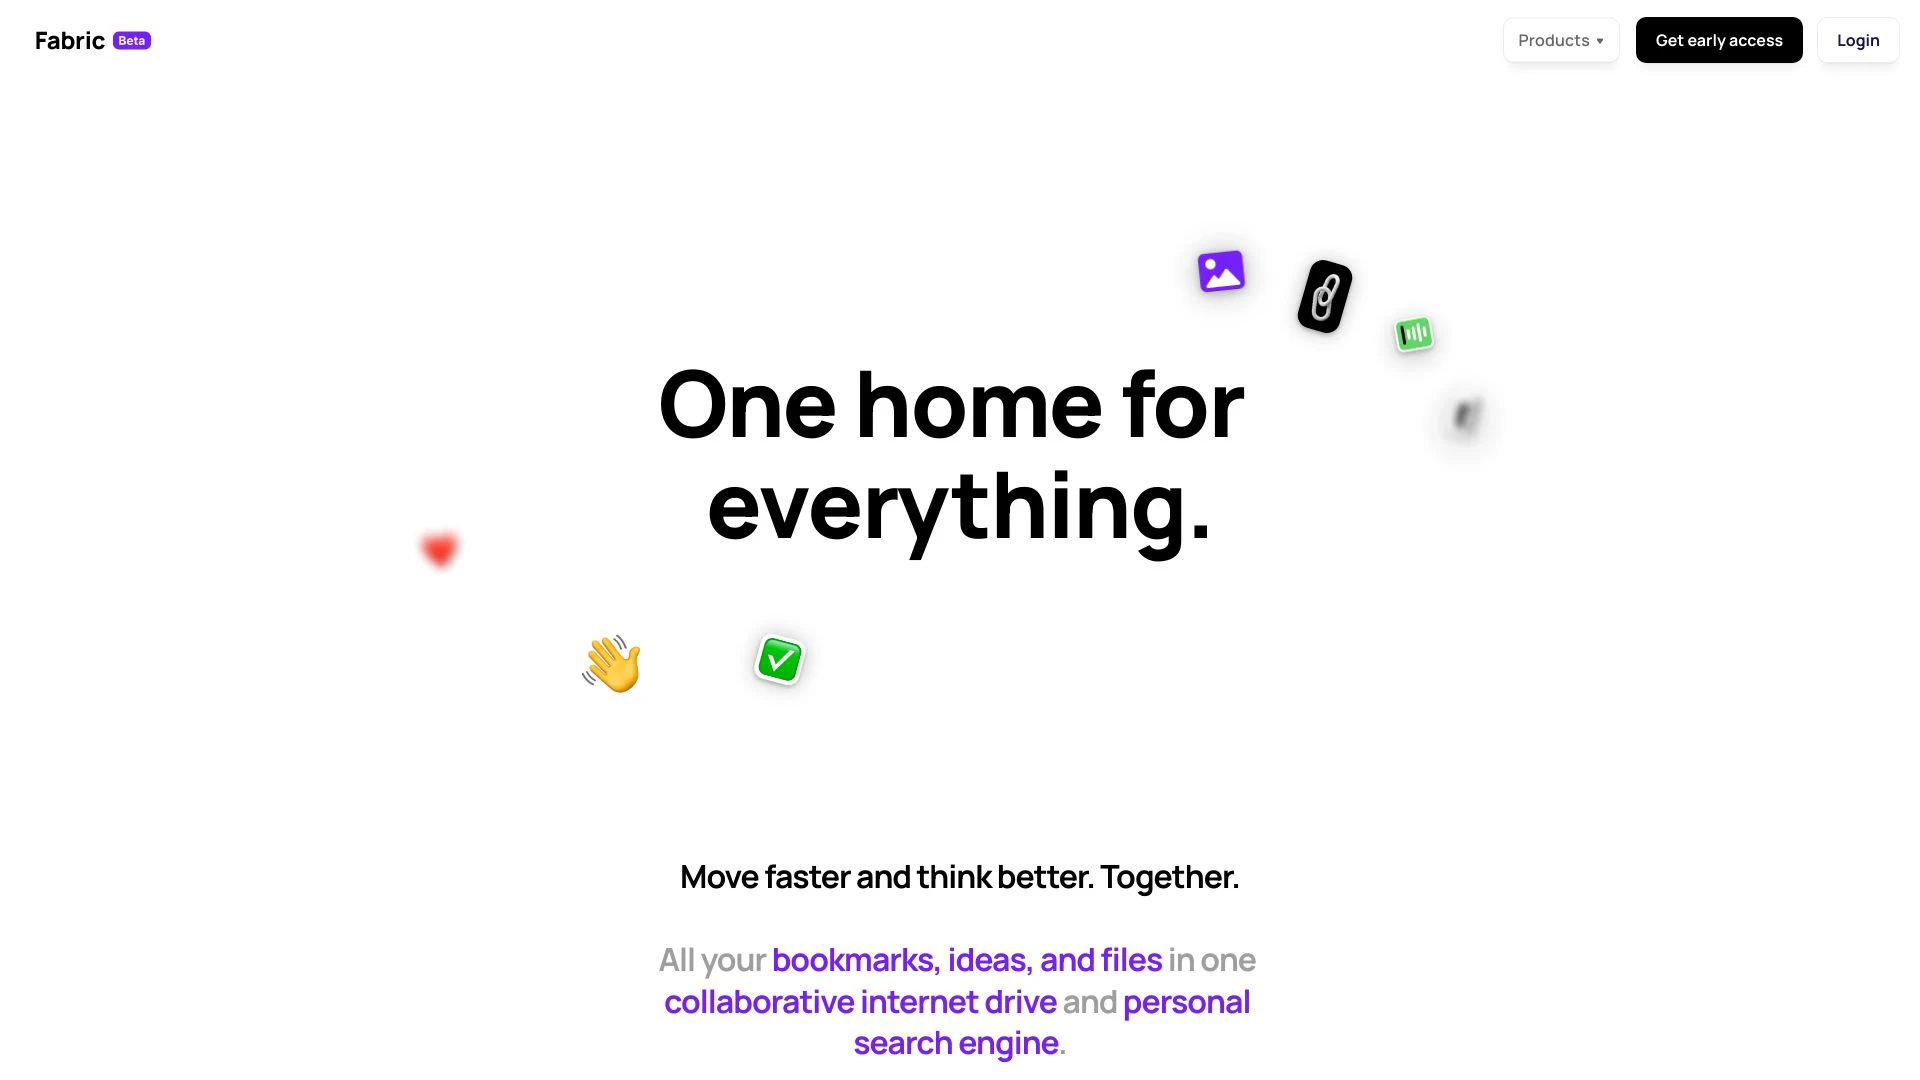 Fabric Beta
Products ▾
Get early access
Login
One home for
everything.
Move faster and think better. Together.
All your bookmarks, ideas, and files in one
collaborative internet drive and personal
search engine.